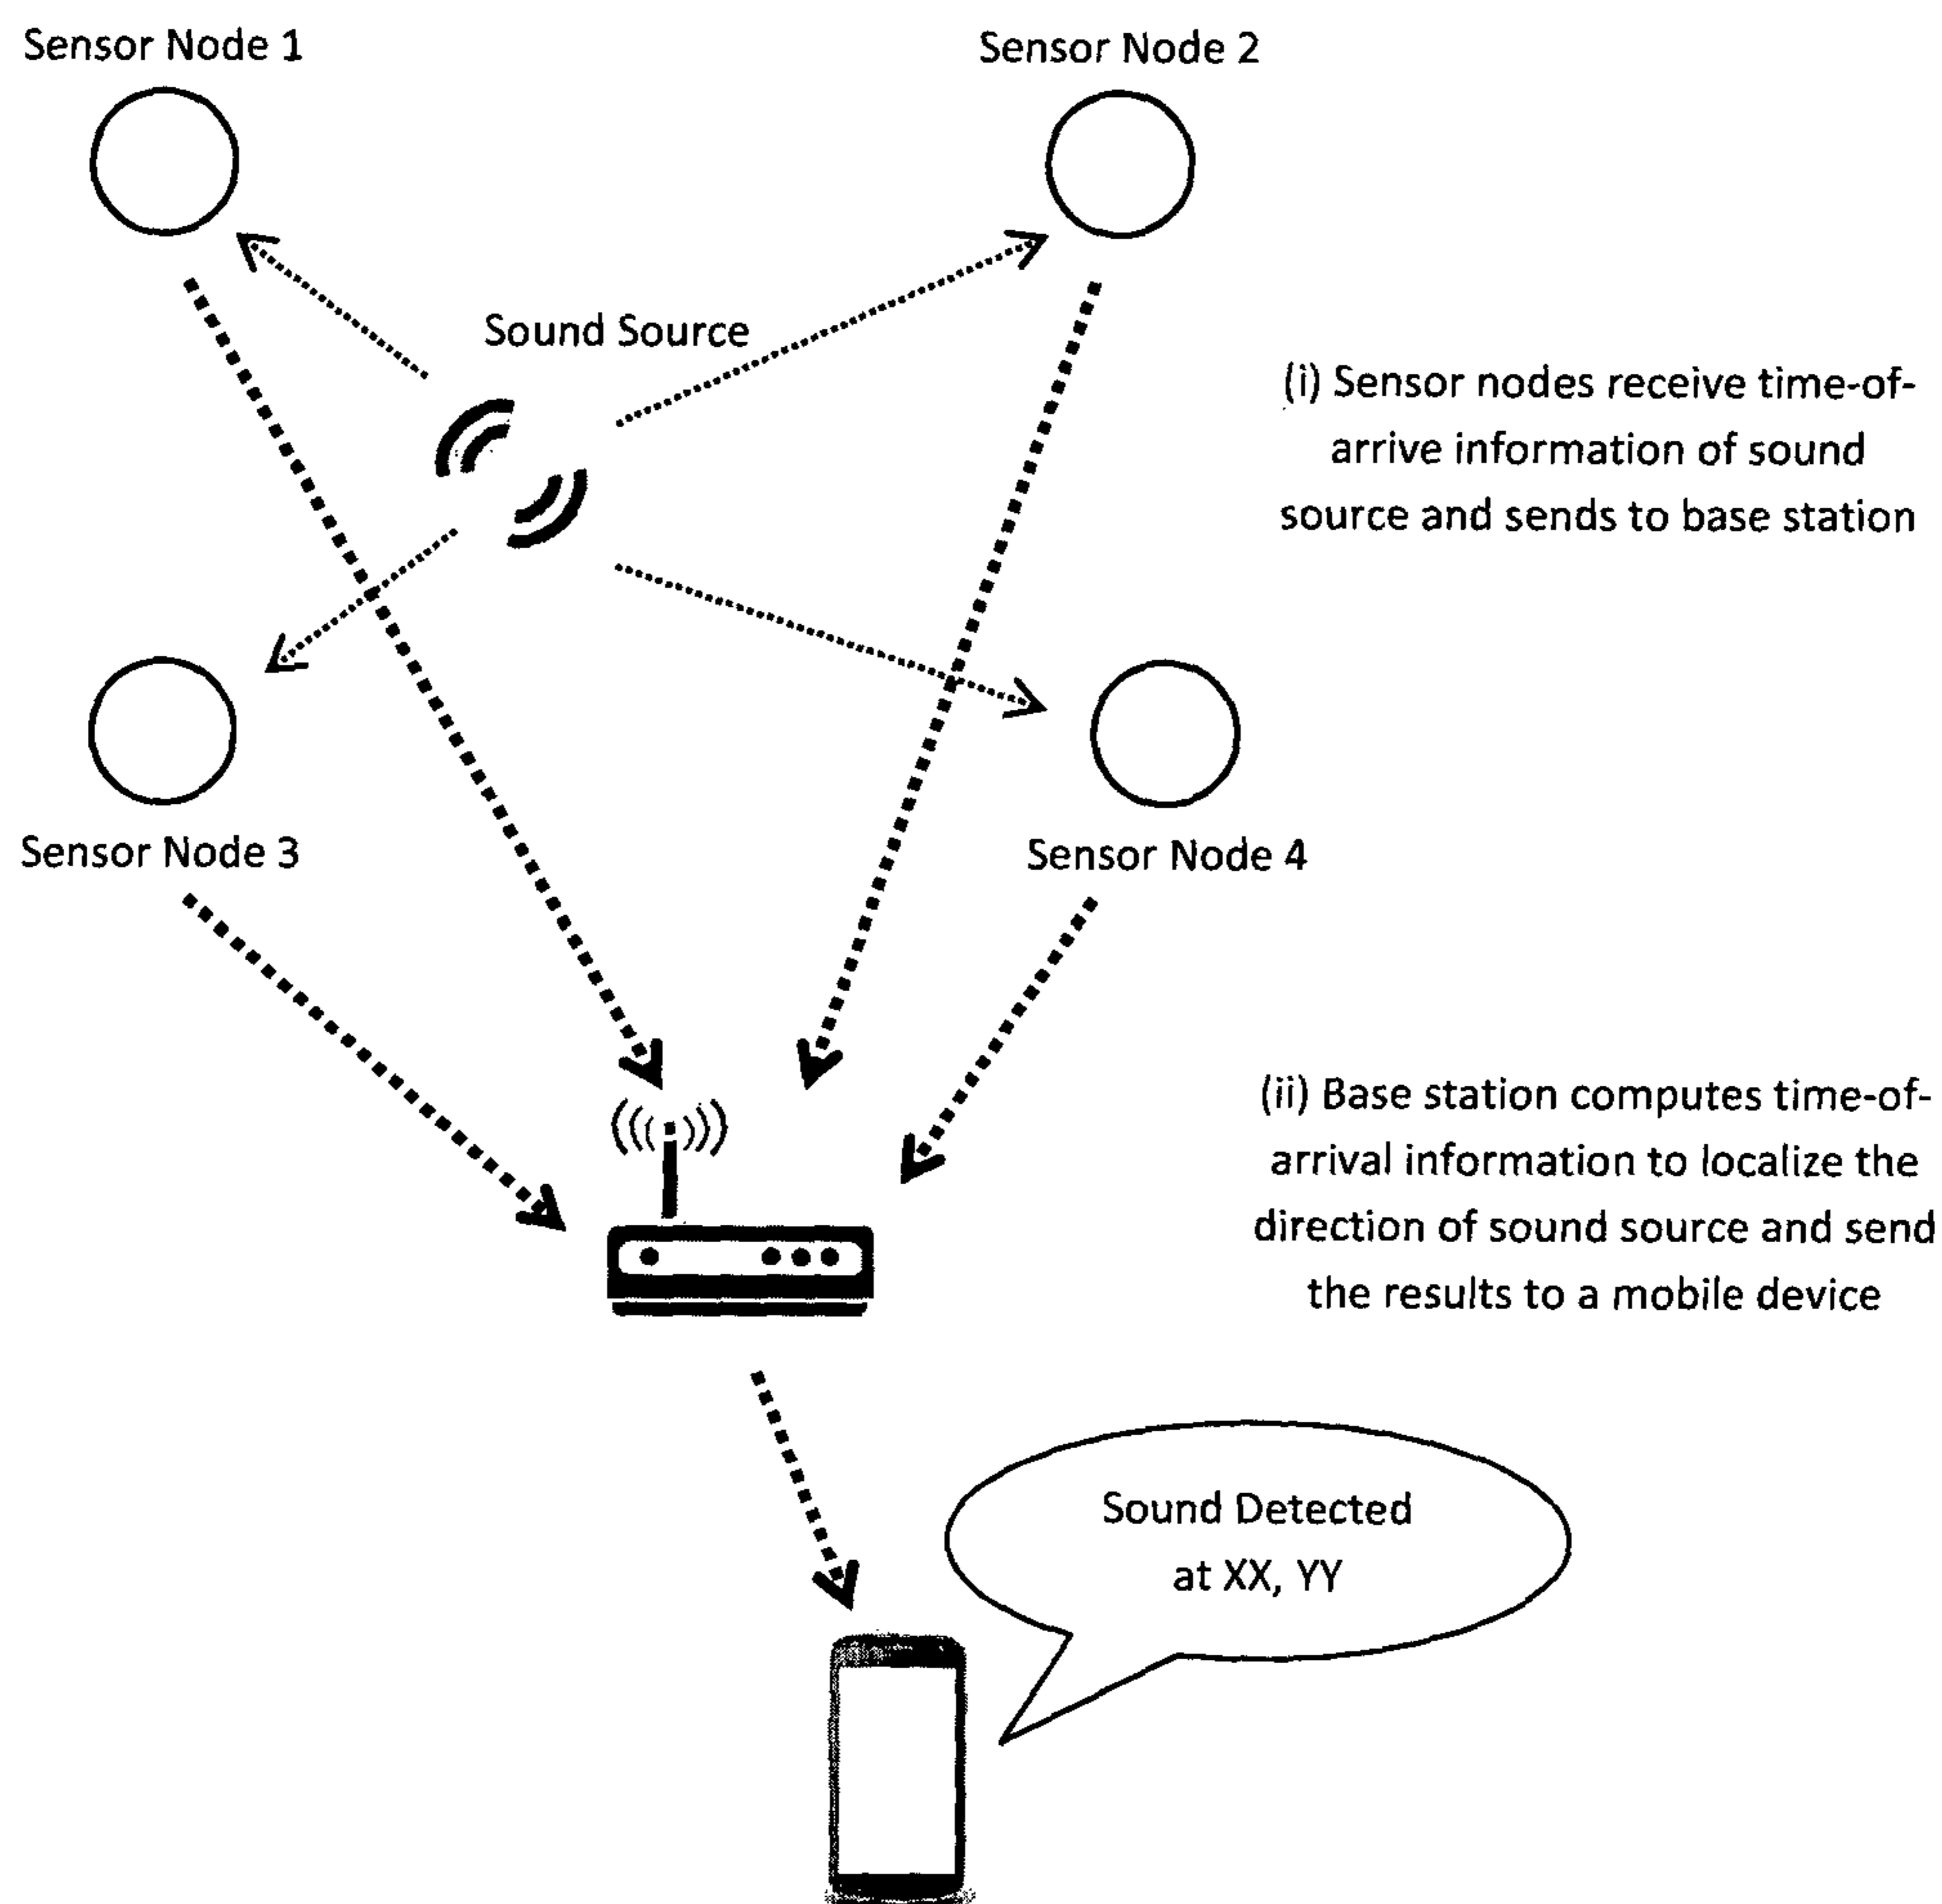 Sensor Node 1
Sensor Node 2
Sound Source
(i) Sensor nodes receive time-of-
arrive information of sound
source and sends to base station
Sensor Node 3
Sensor Node 4
(ii) Base station computes time-of-
arrival information to localize the
direction of sound source and send
the results to a mobile device
Sound Detected
at XX, YY